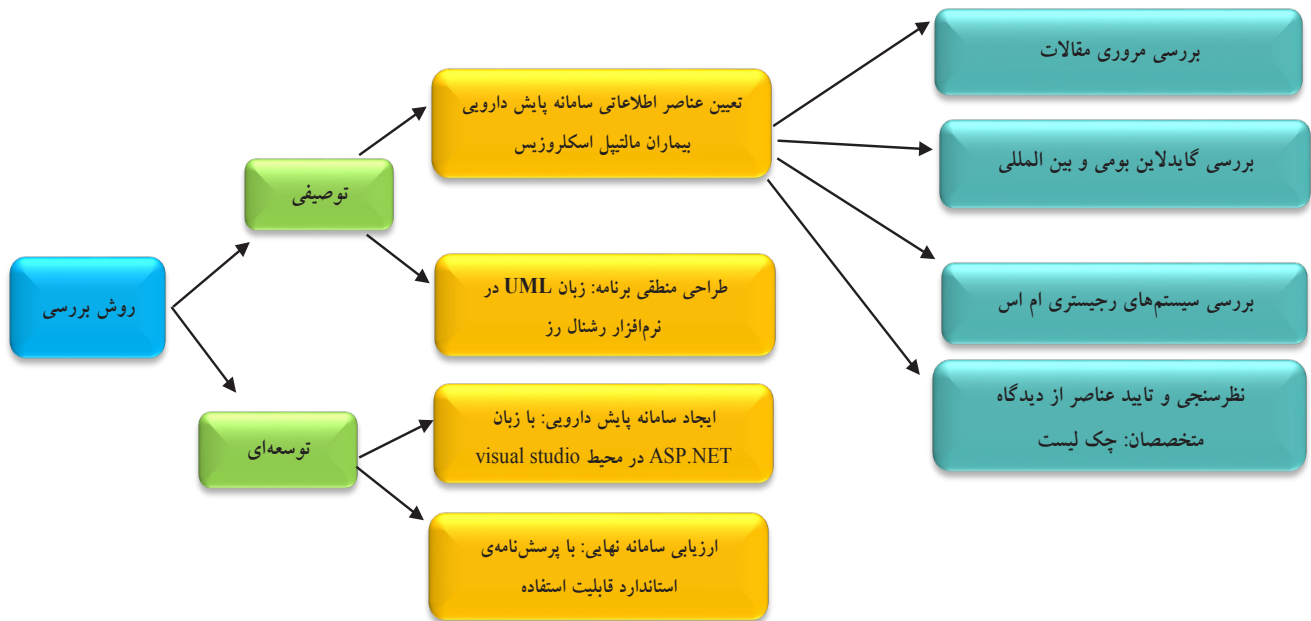 روش بررسی
توصیفی
توسعه‌ای
تعیین عناصر اطلاعاتی سامانه پایش دارویی
بیماران مالتیپل اسکلروزیس
طراحی منطقی برنامه: زبان UML در
نرم‌افزار رشنال رز
ایجاد سامانه پایش دارویی: با زبان
ASP.NET در محیط visual studio
ارزیابی سامانه نهایی: با پرسش‌نامه‌ی
استاندارد قابلیت استفاده
بررسی مروری مقالات
بررسی گایدلاین بومی و بین المللی
بررسی سیستم‌های رجیستری ام اس
نظرسنجی و تایید عناصر از دیدگاه
متخصصان: چک لیست